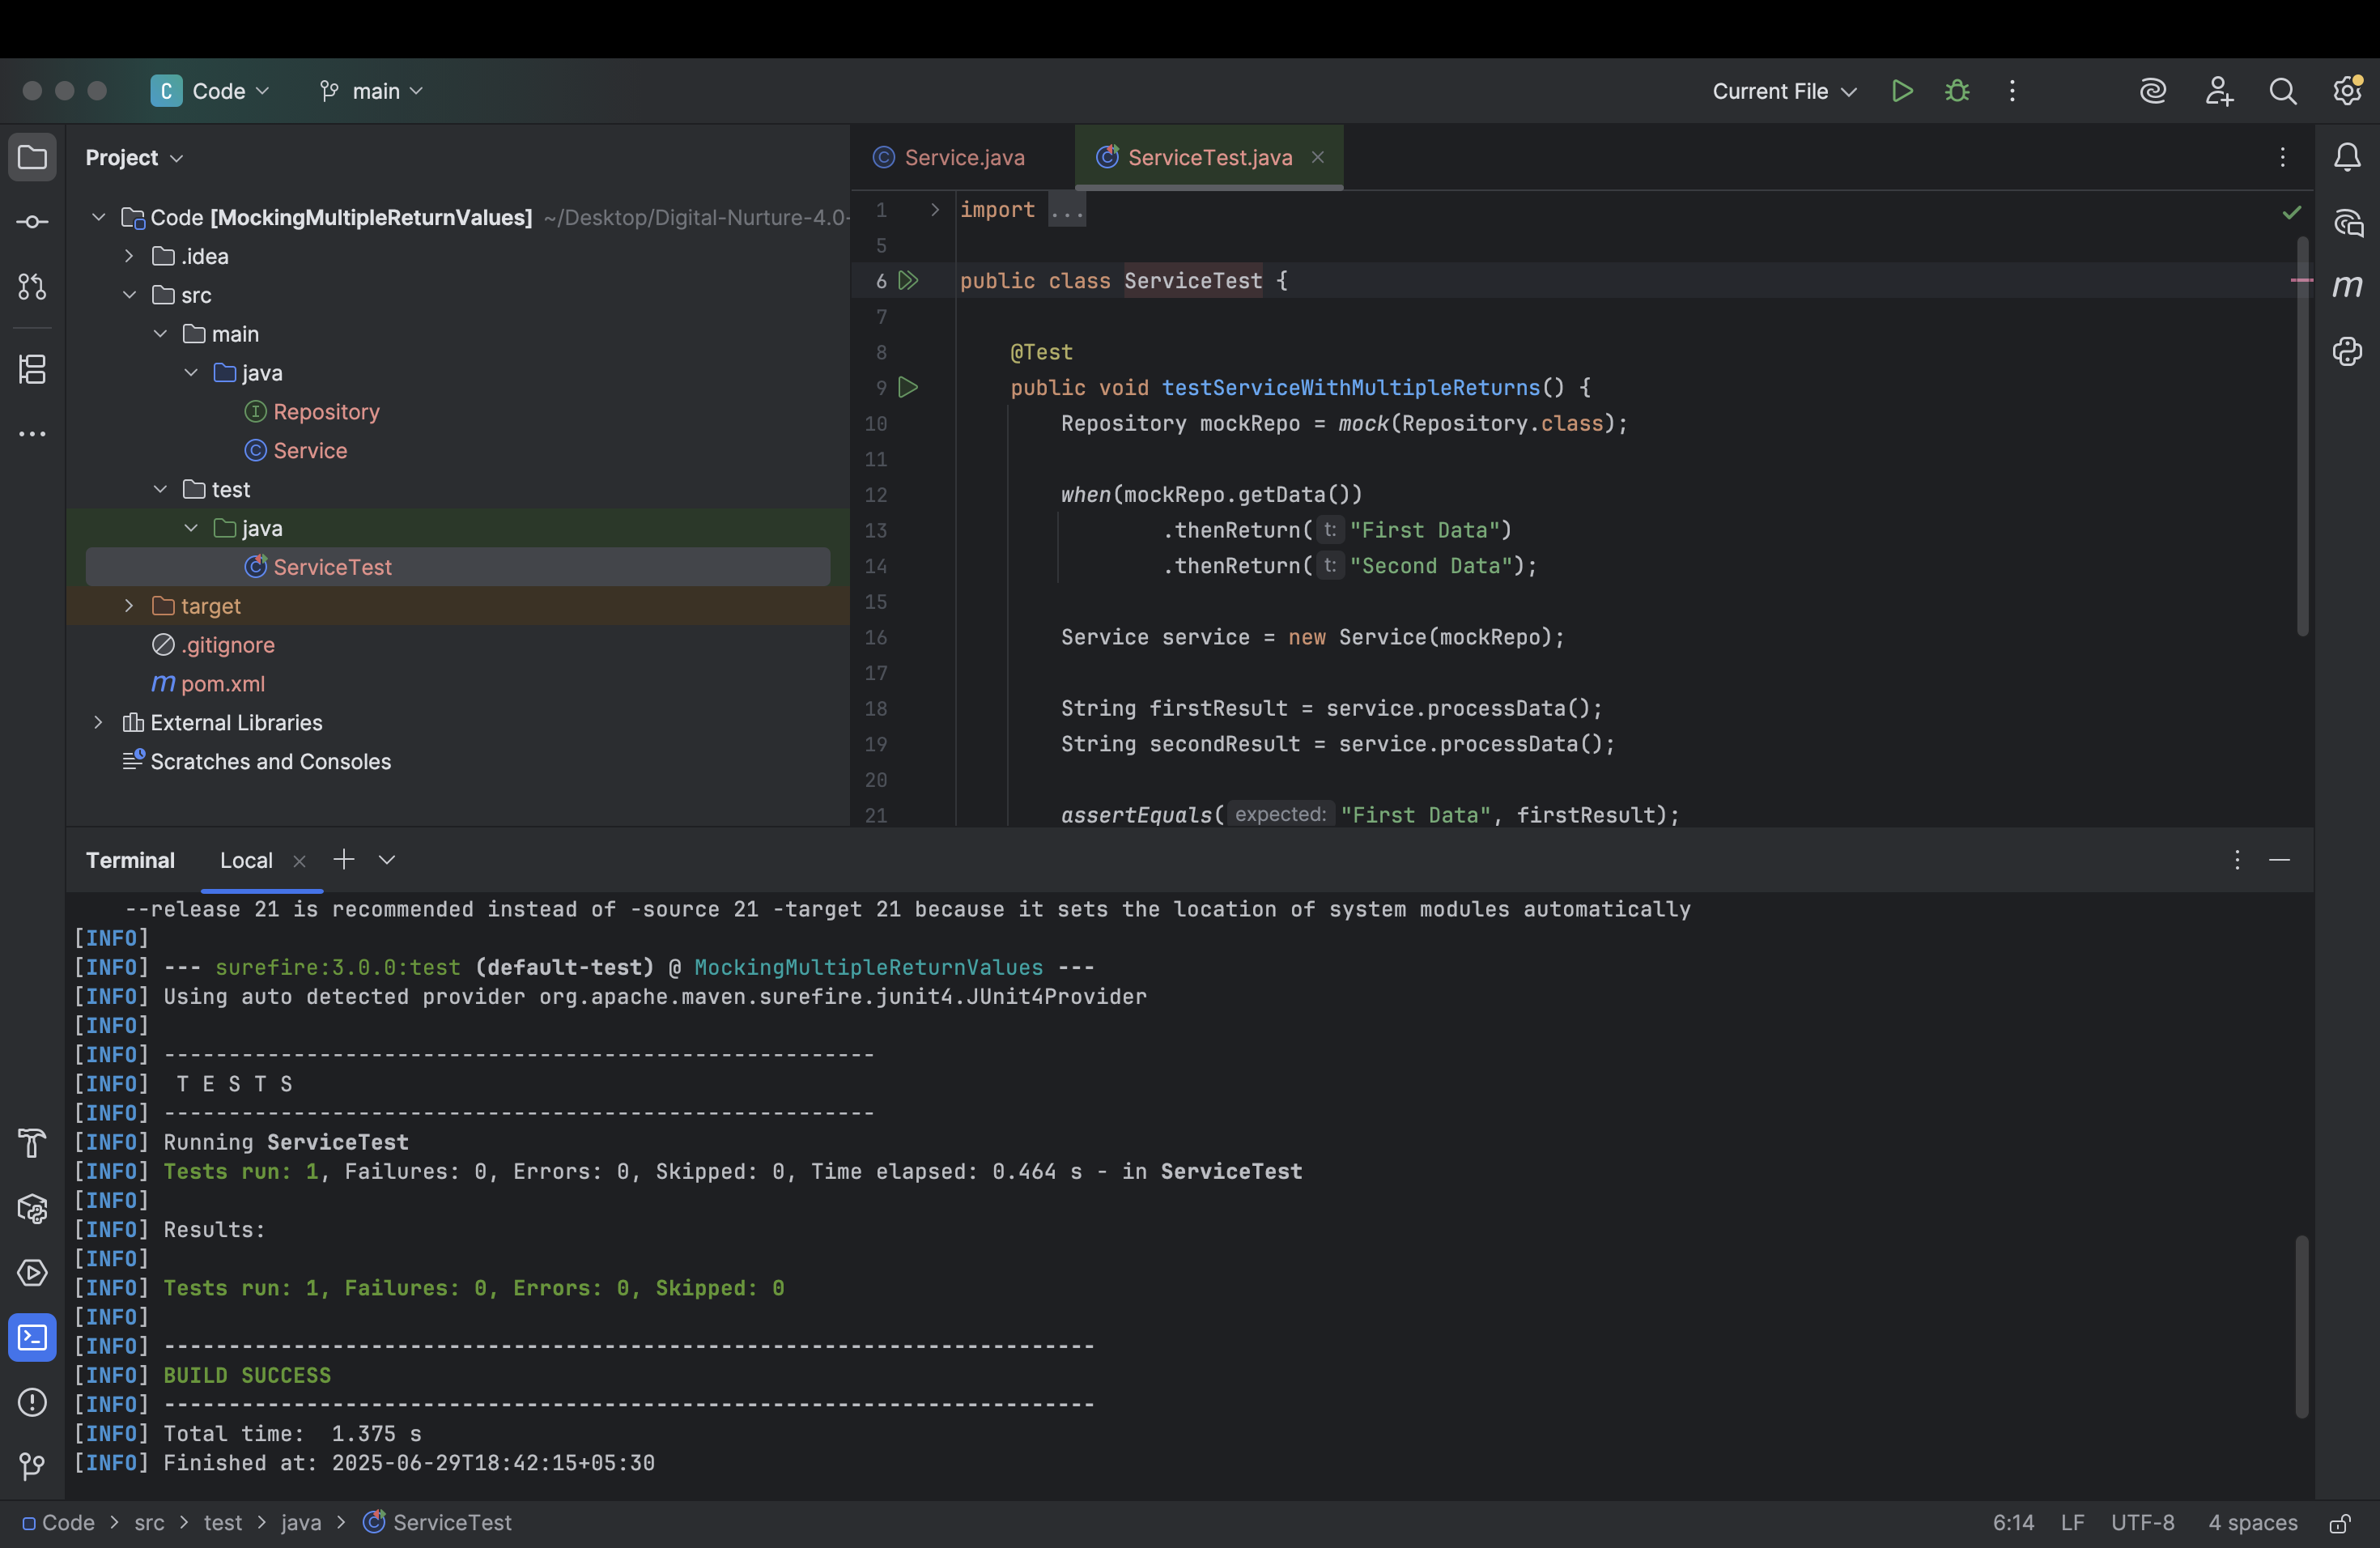 C Code main Current File
Project
Code [MockingMultipleReturnValues] ~/Desktop/Digital-Nurture-4.0-
.idea
src
main
java
Repository
Service
test
java
ServiceTest
target
.gitignore
pom.xml
External Libraries
Scratches and Consoles
Service.java ServiceTest.java
1 import ...
5
6 public class ServiceTest {
7
8 @Test
9 public void testServiceWithMultipleReturns() {
10 Repository mockRepo = mock(Repository.class);
11
12 when(mockRepo.getData())
13 .thenReturn( t: "First Data")
14 .thenReturn( t: "Second Data");
15
16 Service service = new Service(mockRepo);
17
18 String firstResult = service.processData();
19 String secondResult = service.processData();
20
21 assertEquals( expected: "First Data", firstResult);
Terminal Local
--release 21 is recommended instead of -source 21 -target 21 because it sets the location of system modules automatically
[INFO]
[INFO] --- surefire:3.0.0:test (default-test) @ MockingMultipleReturnValues ---
[INFO] Using auto detected provider org.apache.maven.surefire.junit4.JUnit4Provider
[INFO]
[INFO] -------------------------------------------------------
[INFO]  T E S T S
[INFO] -------------------------------------------------------
[INFO] Running ServiceTest
[INFO] Tests run: 1, Failures: 0, Errors: 0, Skipped: 0, Time elapsed: 0.464 s - in ServiceTest
[INFO]
[INFO] Results:
[INFO]
[INFO] Tests run: 1, Failures: 0, Errors: 0, Skipped: 0
[INFO]
[INFO] ------------------------------------------------------------------------
[INFO] BUILD SUCCESS
[INFO] ------------------------------------------------------------------------
[INFO] Total time:  1.375 s
[INFO] Finished at: 2025-06-29T18:42:15+05:30
Code > src > test > java > ServiceTest 6:14 LF UTF-8 4 spaces